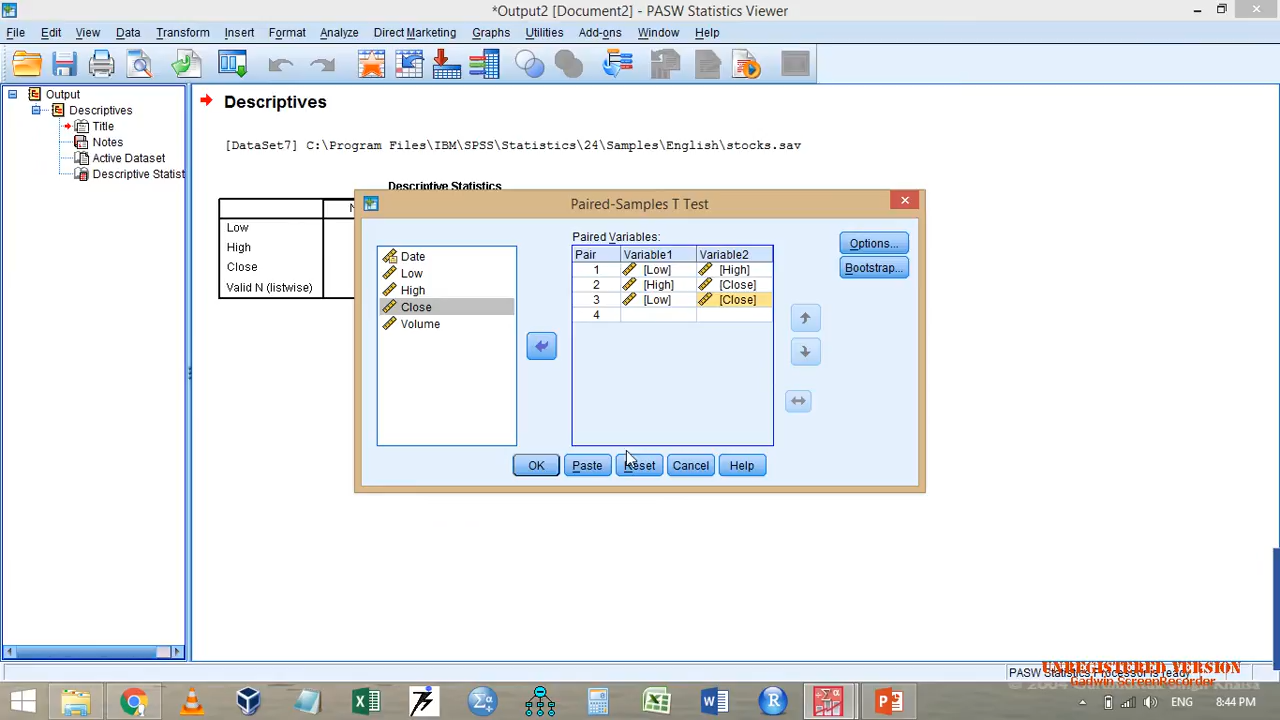 *Output2 [Document2] - PASW Statistics Viewer
File Edit View Data Transform Insert Format Analyze Direct Marketing Graphs Utilities Add-ons Window Help
Output
Descriptives
Title
Notes
Active Dataset
Descriptive Statist
Descriptives
[DataSet7] C:\Program Files\IBM\SPSS\Statistics\24\Samples\English\stocks.sav
Descriptive Statistics
N
Low
High
Close
Valid N (listwise)
Paired-Samples T Test
Date
Low
High
Close
Volume
Paired Variables:
Pair Variable1 Variable2
1 [Low] [High]
2 [High] [Close]
3 [Low] [Close]
4
Options...
Bootstrap...
OK Paste Reset Cancel Help
PASW Statistics Processor is ready
UNREGISTERED VERSION
Gadwin ScreenRecorder
ENG 8:44 PM